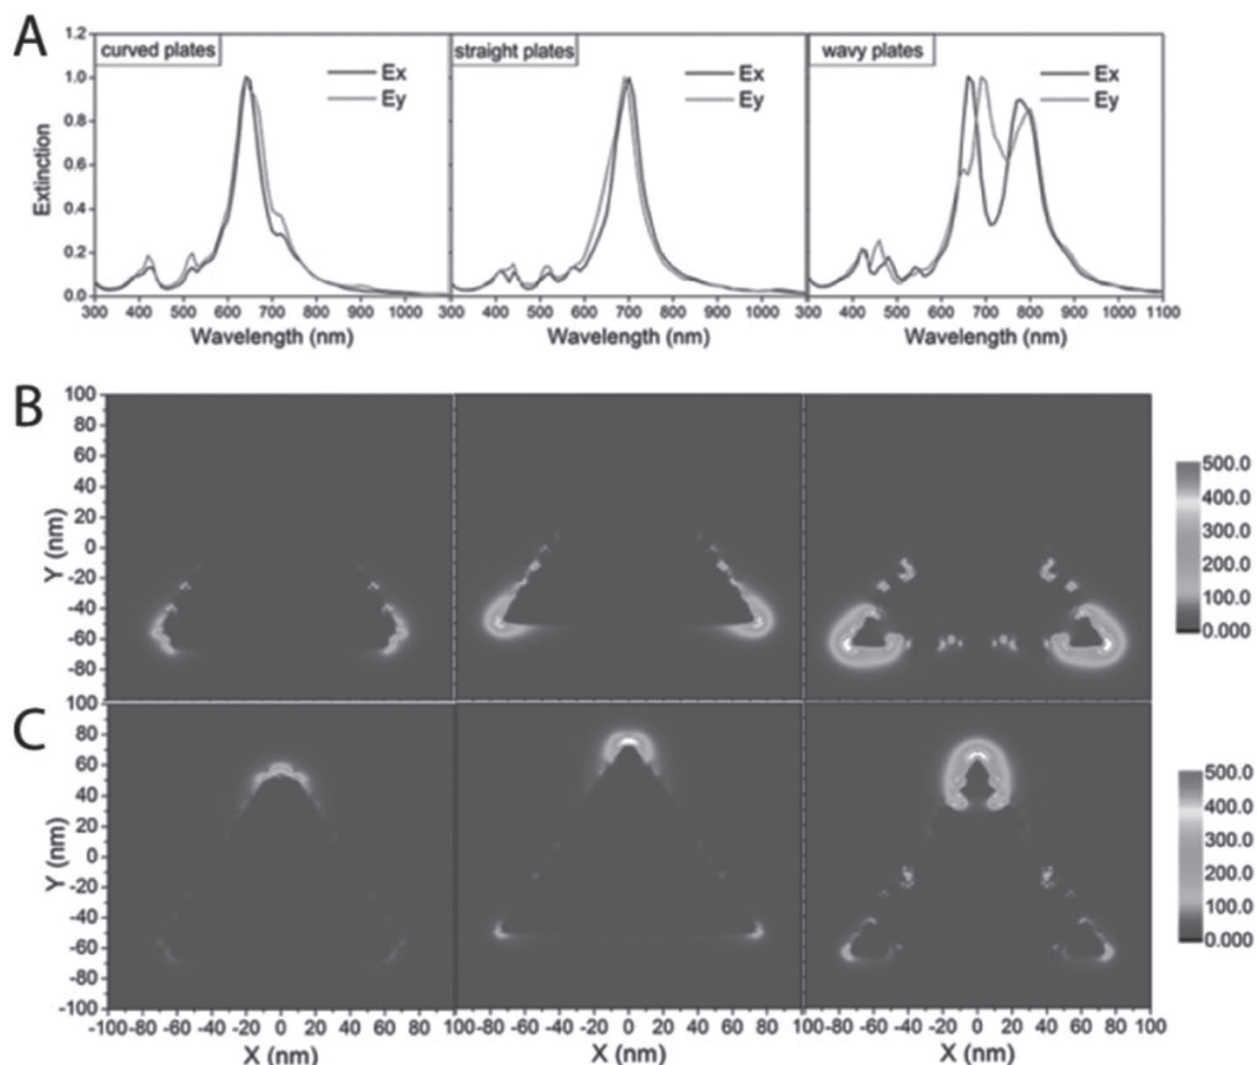 A
1.2
1.0
0.8
0.6
0.4
0.2
0.0
Extinction
curved plates
Ex
Ey
straight plates
Ex
Ey
wavy plates
Ex
Ey
300 400 500 600 700 800 900 1000
300 400 500 600 700 800 900 1000
300 400 500 600 700 800 900 1000 1100
Wavelength (nm)
Wavelength (nm)
Wavelength (nm)
B
100
80
60
40
20
0
-20
-40
-60
-80
Y (nm)
500.0
400.0
300.0
200.0
100.0
0.000
C
100
80
60
40
20
0
-20
-40
-60
-80
-100
Y (nm)
500.0
400.0
300.0
200.0
100.0
0.000
-100 -80 -60 -40 -20 0 20 40 60 80
100 -80 -60 -40 -20 0 20 40 60 80
100 -80 -60 -40 -20 0 20 40 60 80 100
X (nm)
X (nm)
X (nm)